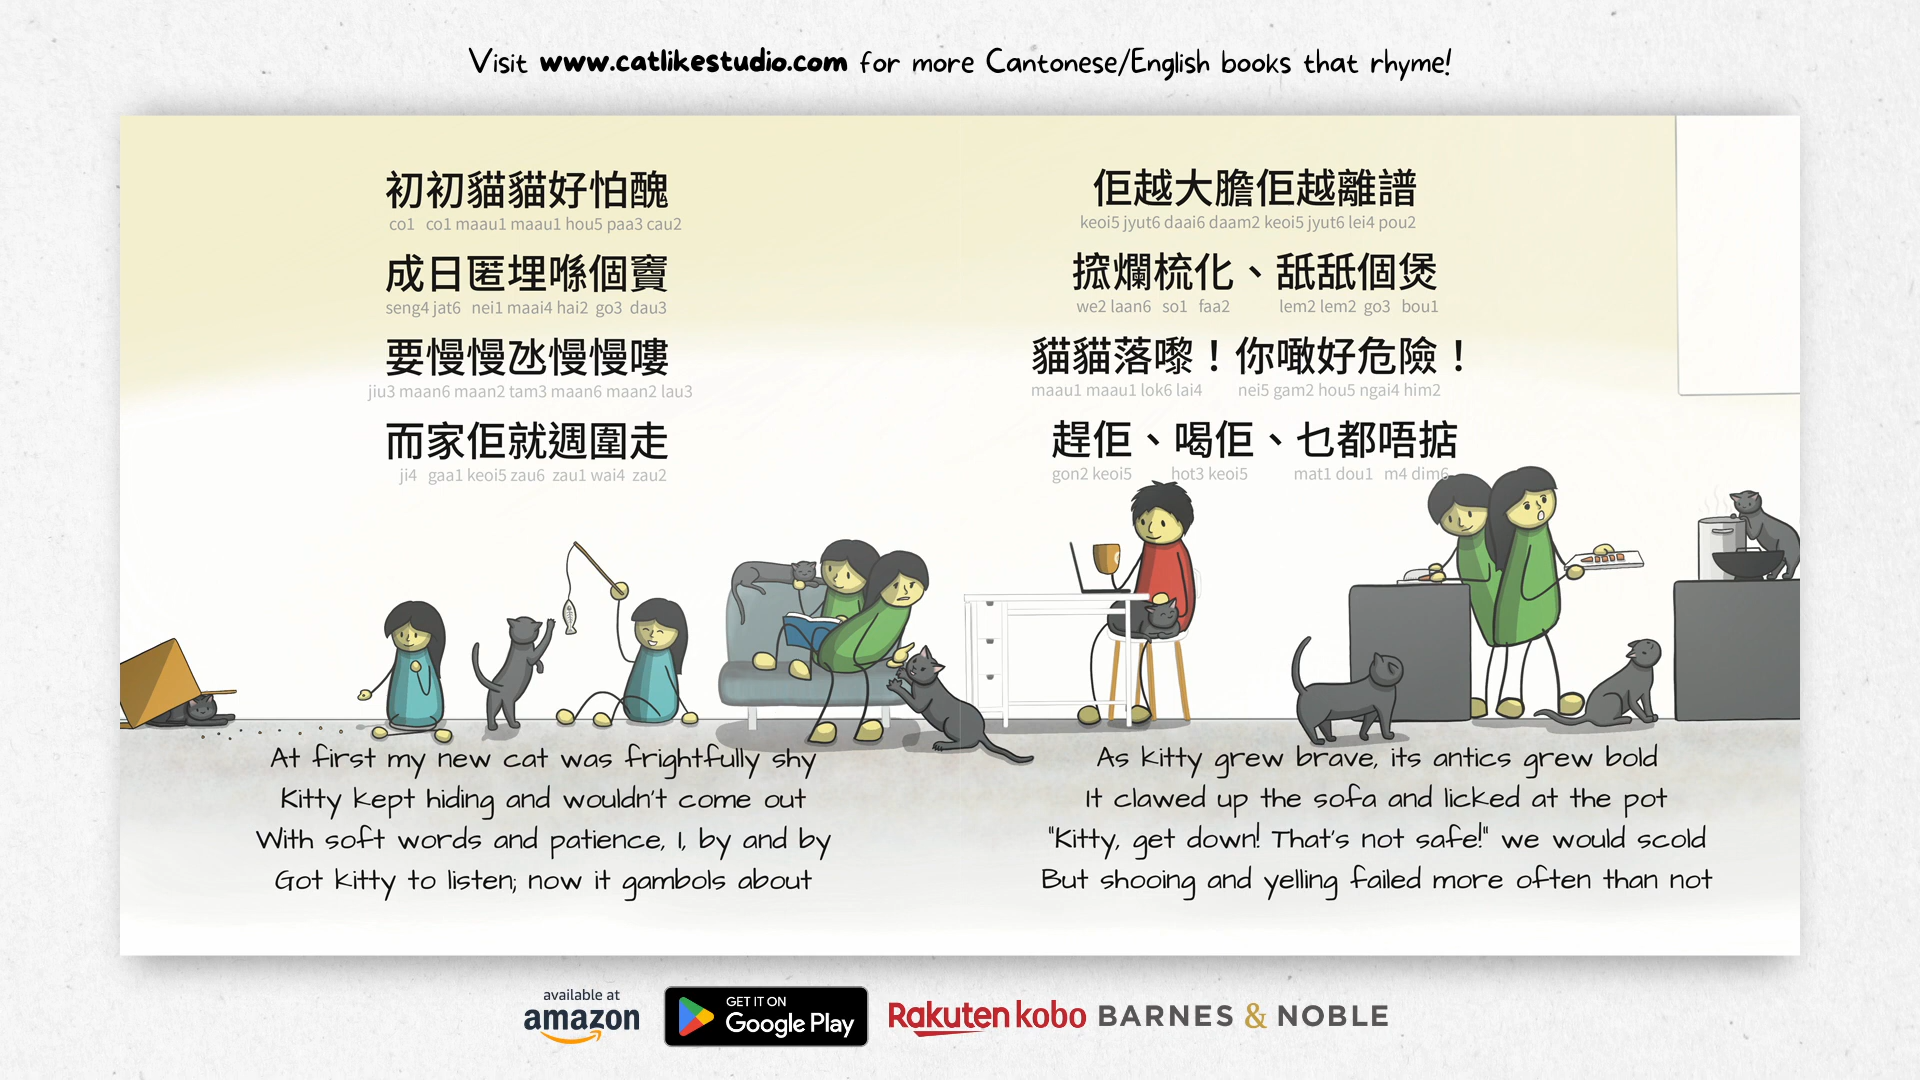 Visit www.catlikestudio.com for more Cantonese/English books that rhyme!
初初貓貓好怕醜
co1 co1 maau1 maau1 hou5 paa3 cau2
成日匿埋喺個竇
seng4 jat6 nei1 maai4 hai2 go3 dau3
要慢慢氹慢慢嘍
jiu3 maan6 maan2 tam3 maan6 maan2 lau3
而家佢就週圍走
ji4 gaa1 keoi5 zau6 zau1 wai4 zau2
At first my new cat was frightfully shy
Kitty kept hiding and wouldn't come out
With soft words and patience, I, by and by
Got kitty to listen; now it gambols about
佢越大膽佢越離譜
keoi5 jyut6 daai6 daam2 keoi5 jyut6 lei4 pou2
㧓爛梳化、舐舐個煲
we2 laan6 so1 faa2 lem2 lem2 go3 bou1
貓貓落嚟！你噉好危險！
maau1 maau1 lok6 lai4 nei5 gam2 hou5 ngai4 him2
趕佢、喝佢、乜都唔掂
gon2 keoi5 hot3 keoi5 mat1 dou1 m4 dim6
As kitty grew brave, its antics grew bold
It clawed up the sofa and licked at the pot
"Kitty, get down! That's not safe!" we would scold
But shooing and yelling failed more often than not
available at
amazon
GET IT ON
Google Play
Rakuten kobo
BARNES & NOBLE